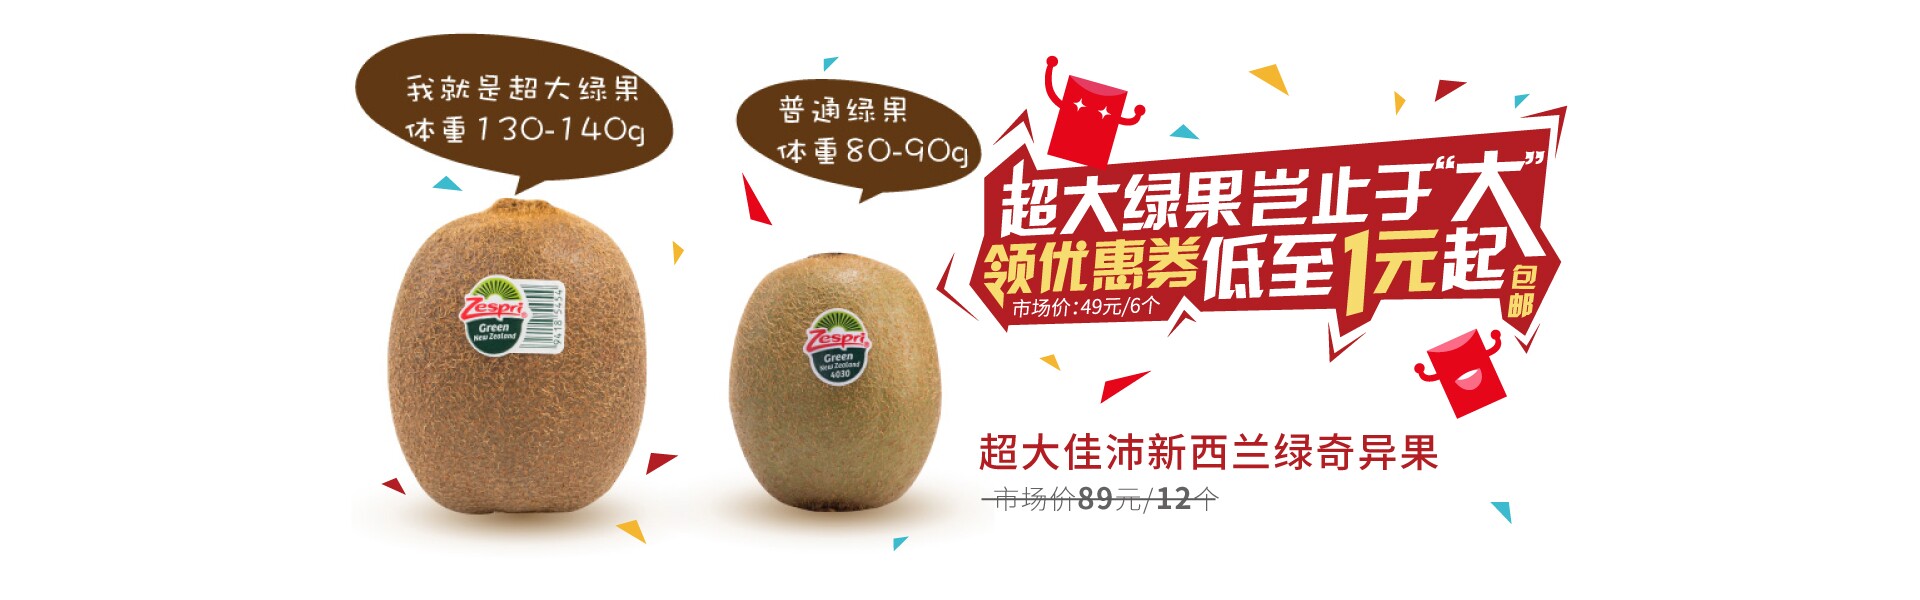 我就是超大绿果
体重130-140g
普通绿果
体重80-90g
Zespri®
Green
New Zealand
9418 5454
Zespri®
Green
New Zealand
4030
超大绿果岂止于“大”
领优惠券低至1元起
包邮
市场价:49元/6个
超大佳沛新西兰绿奇异果
市场价89元/12个